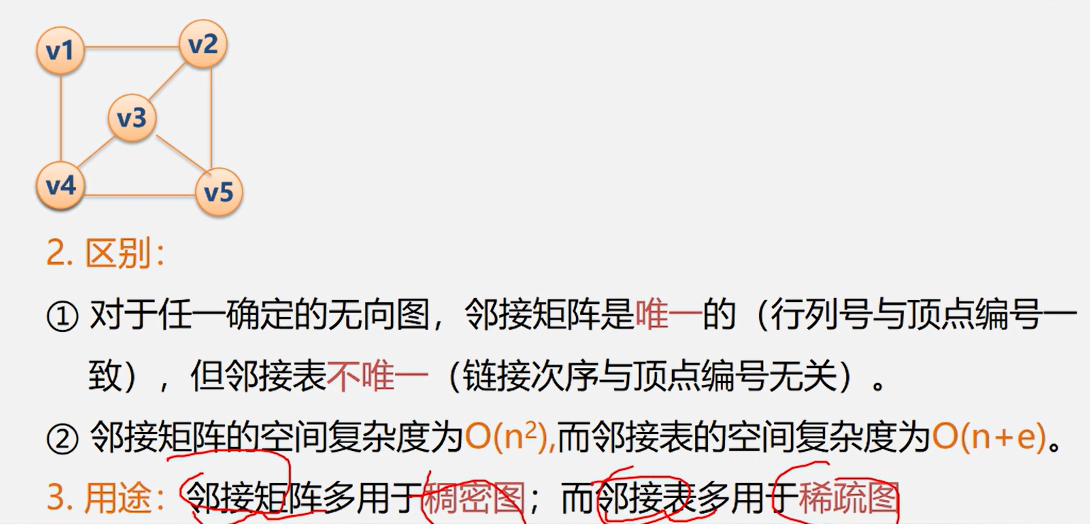 v1 v2
v3
v4 v5
2. 区别：
① 对于任一确定的无向图，邻接矩阵是唯一的（行列号与顶点编号一
致），但邻接表不唯一（链接次序与顶点编号无关）。
② 邻接矩阵的空间复杂度为O(n²),而邻接表的空间复杂度为O(n+e)。
3. 用途：邻接矩阵多用于稠密图；而邻接表多用于稀疏图